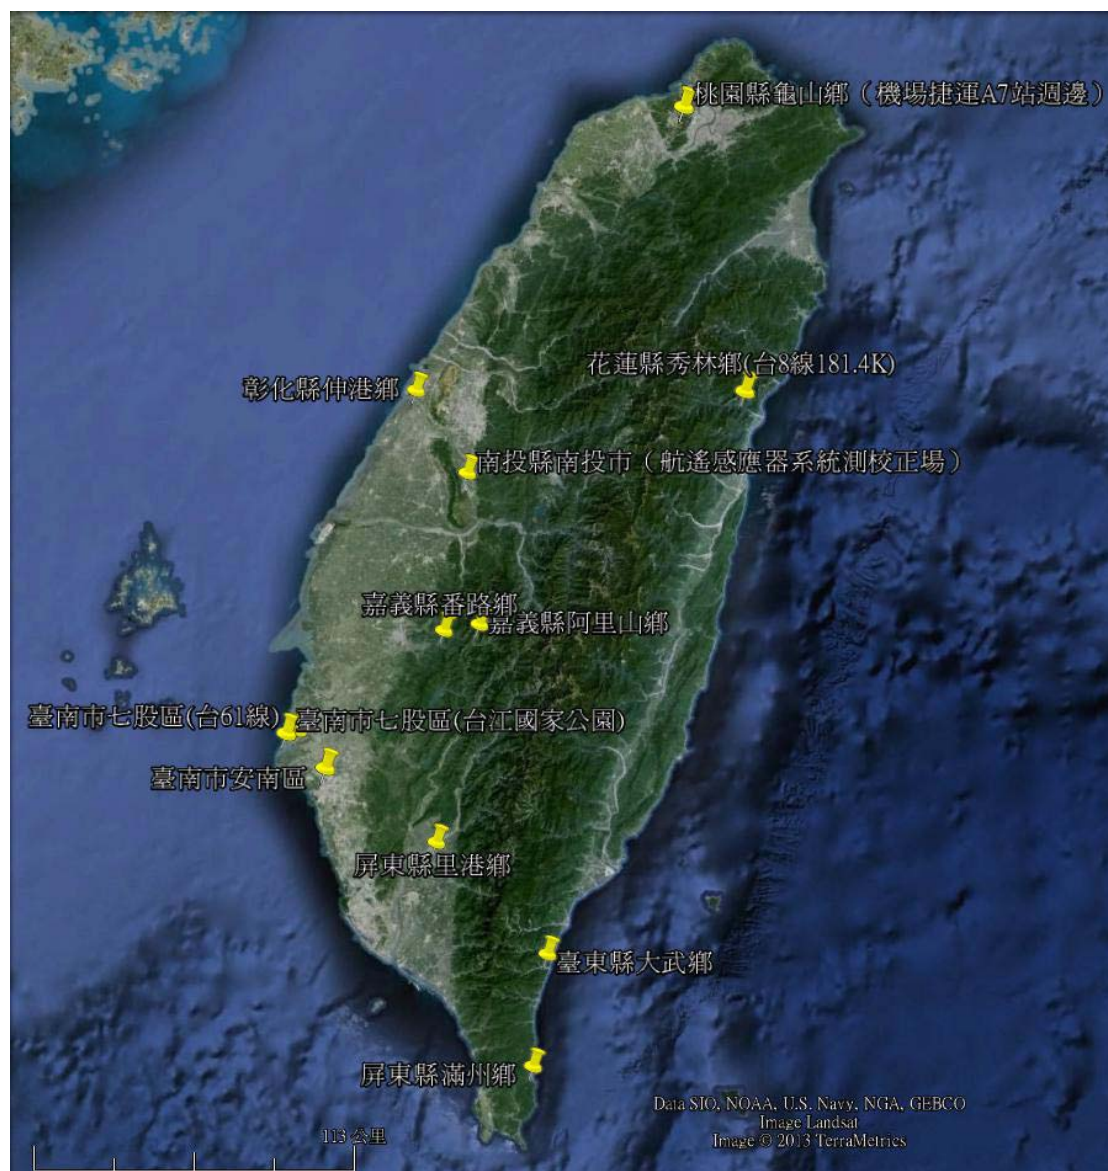 桃園縣龜山鄉（機場捷運A7站週邊）
花蓮縣秀林鄉(台8線181.4K)
彰化縣伸港鄉
南投縣南投市（航遙感應器系統測校正場）
嘉義縣番路鄉
嘉義縣阿里山鄉
臺南市七股區(台61線)
臺南市七股區(台江國家公園)
臺南市安南區
屏東縣里港鄉
臺東縣大武鄉
屏東縣滿州鄉
Data SIO, NOAA, U.S. Navy, NGA, GEBCO
Image Landsat
Image © 2013 TerraMetrics
113 公里